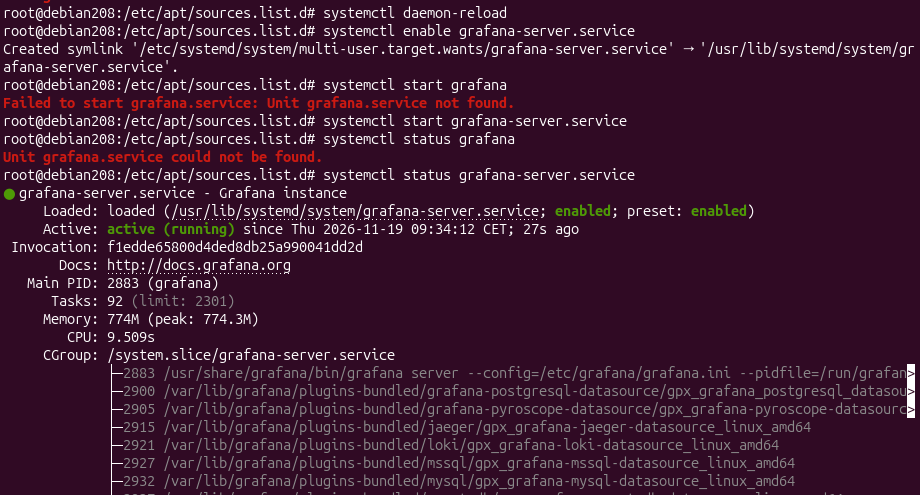 root@debian208:/etc/apt/sources.list.d# systemctl daemon-reload
root@debian208:/etc/apt/sources.list.d# systemctl enable grafana-server.service
Created symlink '/etc/systemd/system/multi-user.target.wants/grafana-server.service' → '/usr/lib/systemd/system/gr
afana-server.service'.
root@debian208:/etc/apt/sources.list.d# systemctl start grafana
Failed to start grafana.service: Unit grafana.service not found.
root@debian208:/etc/apt/sources.list.d# systemctl start grafana-server.service
root@debian208:/etc/apt/sources.list.d# systemctl status grafana
Unit grafana.service could not be found.
root@debian208:/etc/apt/sources.list.d# systemctl status grafana-server.service
● grafana-server.service - Grafana instance
Loaded: loaded (/usr/lib/systemd/system/grafana-server.service; enabled; preset: enabled)
Active: active (running) since Thu 2026-11-19 09:34:12 CET; 27s ago
Invocation: f1edde65800d4ded8db25a990041dd2d
Docs: http://docs.grafana.org
Main PID: 2883 (grafana)
Tasks: 92 (limit: 2301)
Memory: 774M (peak: 774.3M)
CPU: 9.509s
CGroup: /system.slice/grafana-server.service
├─2883 /usr/share/grafana/bin/grafana server --config=/etc/grafana/grafana.ini --pidfile=/run/grafan>
├─2900 /var/lib/grafana/plugins-bundled/grafana-postgresql-datasource/gpx_grafana_postgresql_datasou>
├─2905 /var/lib/grafana/plugins-bundled/grafana-pyroscope-datasource/gpx_grafana-pyroscope-datasourc>
├─2915 /var/lib/grafana/plugins-bundled/jaeger/gpx_grafana-jaeger-datasource_linux_amd64
├─2921 /var/lib/grafana/plugins-bundled/loki/gpx_grafana-loki-datasource_linux_amd64
├─2927 /var/lib/grafana/plugins-bundled/mssql/gpx_grafana-mssql-datasource_linux_amd64
├─2932 /var/lib/grafana/plugins-bundled/mysql/gpx_grafana-mysql-datasource_linux_amd64